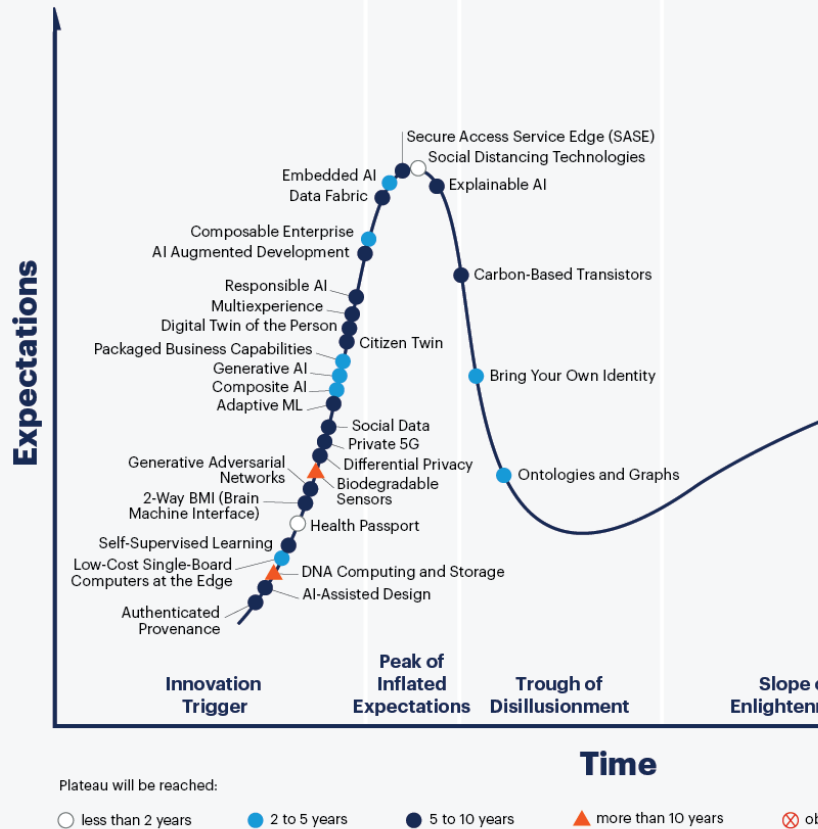 Secure Access Service Edge (SASE)
Social Distancing Technologies
Embedded AI
Explainable AI
Data Fabric
Composable Enterprise
AI Augmented Development
Carbon-Based Transistors
Responsible AI
Multiexperience
Digital Twin of the Person
Citizen Twin
Packaged Business Capabilities
Generative AI
Bring Your Own Identity
Composite AI
Adaptive ML
Social Data
Private 5G
Differential Privacy
Generative Adversarial
Networks
Biodegradable
Sensors
Ontologies and Graphs
2-Way BMI (Brain
Machine Interface)
Health Passport
Self-Supervised Learning
Low-Cost Single-Board
Computers at the Edge
DNA Computing and Storage
AI-Assisted Design
Authenticated
Provenance
Expectations
Innovation
Trigger
Peak of
Inflated
Expectations
Trough of
Disillusionment
Slope
Time
Plateau will be reached:
less than 2 years
2 to 5 years
5 to 10 years
more than 10 years